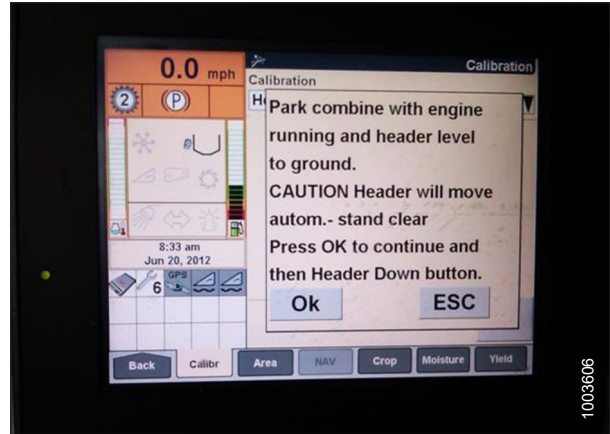 0.0 mph
Calibration
2
P
Calibration
He
Park combine with engine
running and header level
to ground.
CAUTION Header will move
autom.- stand clear
Press OK to continue and
then Header Down button.
Ok
ESC
8:33 am
Jun 20, 2012
6
GPS
Back
Calibr
Area
NAV
Crop
Moisture
Yield
1003606